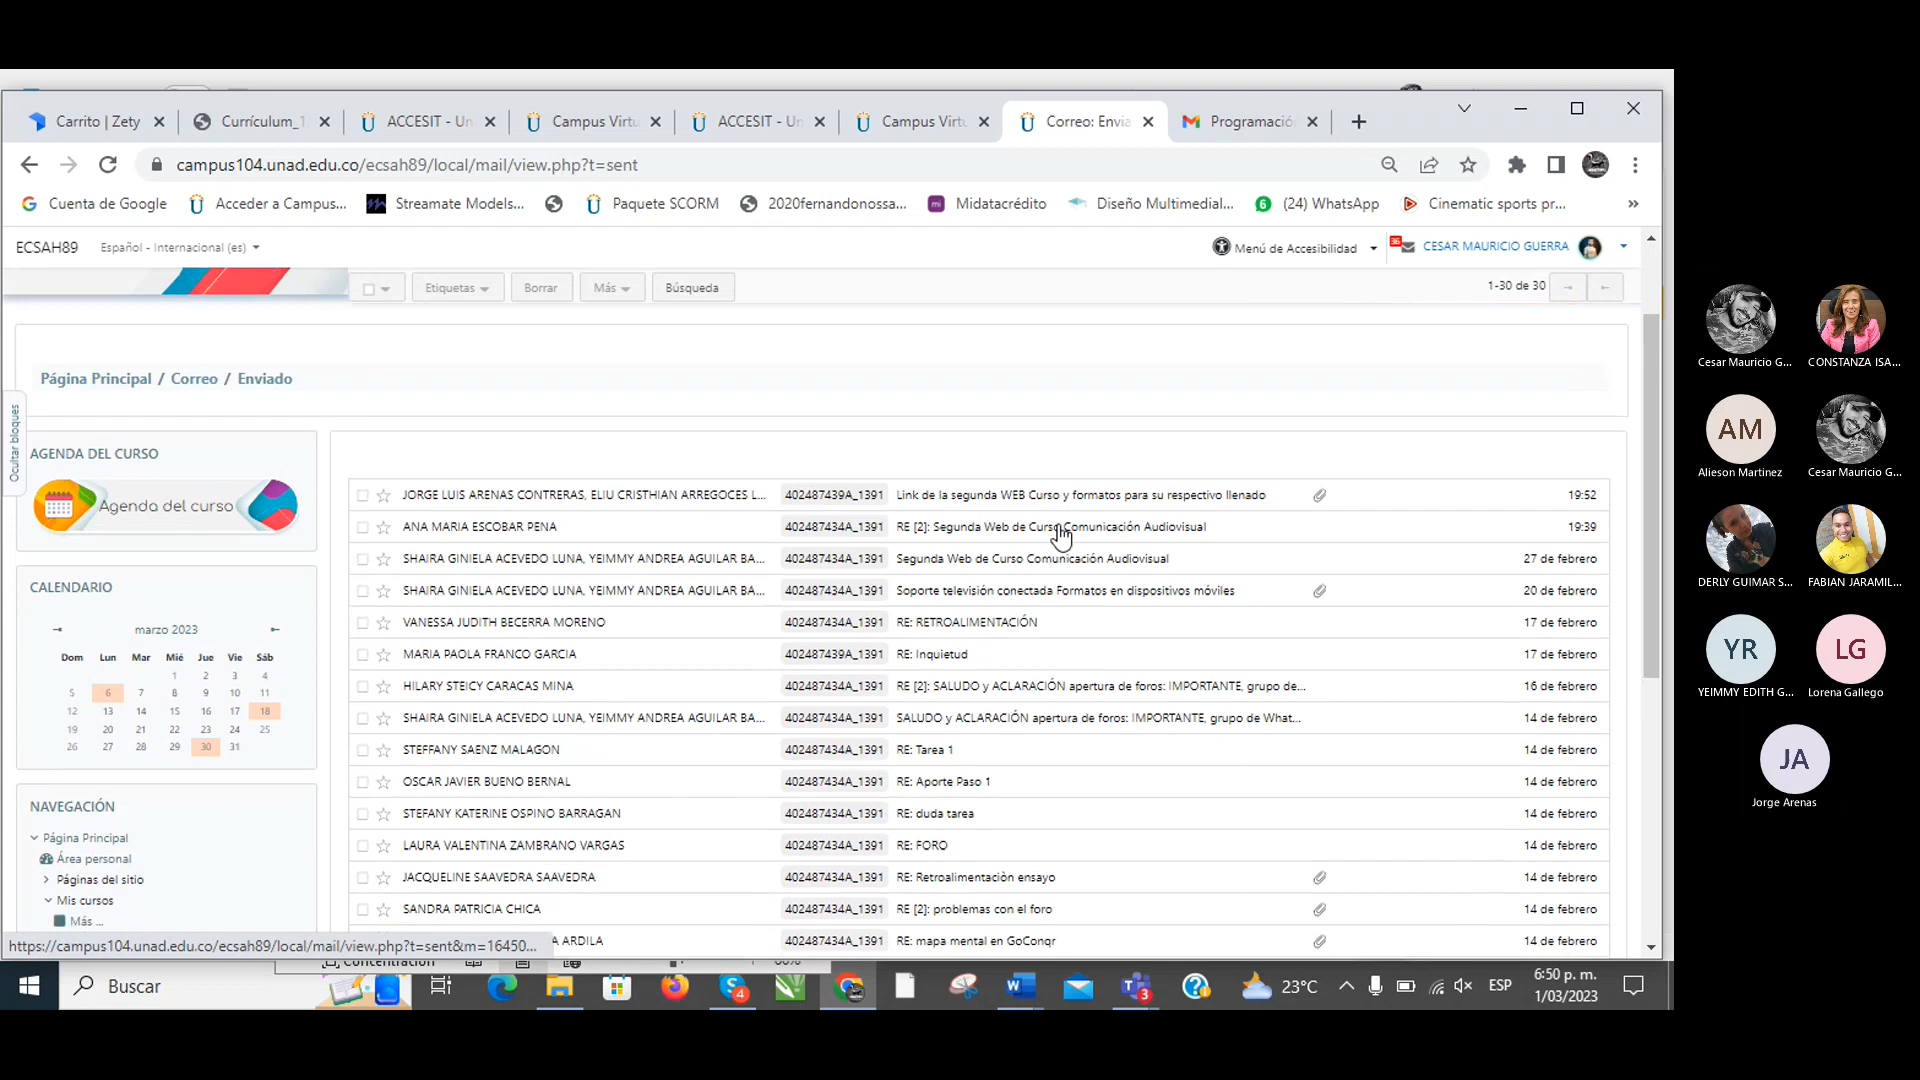 Carrito | Zety
Currículum_1
ACCESIT - Un
Campus Virtu
ACCESIT - Un
Campus Virtu
Correo: Envia
Programació
campus104.unad.edu.co/ecsah89/local/mail/view.php?t=sent
Cuenta de Google
Acceder a Campus...
Streamate Models...
Paquete SCORM
2020fernandonossa...
Midatacrédito
Diseño Multimedial...
(24) WhatsApp
Cinematic sports pr...
ECSAH89
Español - Internacional (es)
Menú de Accesibilidad
36
CESAR MAURICIO GUERRA
Etiquetas
Borrar
Más
Búsqueda
1-30 de 30
Página Principal / Correo / Enviado
Ocultar bloques
AGENDA DEL CURSO
Agenda del curso
CALENDARIO
marzo 2023
Dom Lun Mar Mié Jue Vie Sáb
1 2 3 4
5 6 7 8 9 10 11
12 13 14 15 16 17 18
19 20 21 22 23 24 25
26 27 28 29 30 31
NAVEGACIÓN
Página Principal
Área personal
Páginas del sitio
Mis cursos
Más ...
JORGE LUIS ARENAS CONTRERAS, ELIU CRISTHIAN ARREGOCES L... 402487439A_1391 Link de la segunda WEB Curso y formatos para su respectivo llenado 19:52
ANA MARIA ESCOBAR PENA 402487434A_1391 RE [2]: Segunda Web de Curso Comunicación Audiovisual 19:39
SHAIRA GINIELA ACEVEDO LUNA, YEIMMY ANDREA AGUILAR BA... 402487434A_1391 Segunda Web de Curso Comunicación Audiovisual 27 de febrero
SHAIRA GINIELA ACEVEDO LUNA, YEIMMY ANDREA AGUILAR BA... 402487434A_1391 Soporte televisión conectada Formatos en dispositivos móviles 20 de febrero
VANESSA JUDITH BECERRA MORENO 402487434A_1391 RE: RETROALIMENTACIÓN 17 de febrero
MARIA PAOLA FRANCO GARCIA 402487439A_1391 RE: Inquietud 17 de febrero
HILARY STEICY CARACAS MINA 402487434A_1391 RE [2]: SALUDO y ACLARACIÓN apertura de foros: IMPORTANTE, grupo de... 16 de febrero
SHAIRA GINIELA ACEVEDO LUNA, YEIMMY ANDREA AGUILAR BA... 402487434A_1391 SALUDO y ACLARACIÓN apertura de foros: IMPORTANTE, grupo de What... 14 de febrero
STEFFANY SAENZ MALAGON 402487434A_1391 RE: Tarea 1 14 de febrero
OSCAR JAVIER BUENO BERNAL 402487434A_1391 RE: Aporte Paso 1 14 de febrero
STEFANY KATERINE OSPINO BARRAGAN 402487434A_1391 RE: duda tarea 14 de febrero
LAURA VALENTINA ZAMBRANO VARGAS 402487434A_1391 RE: FORO 14 de febrero
JACQUELINE SAAVEDRA SAAVEDRA 402487434A_1391 RE: Retroalimentaciòn ensayo 14 de febrero
SANDRA PATRICIA CHICA 402487434A_1391 RE [2]: problemas con el foro 14 de febrero
A ARDILA 402487434A_1391 RE: mapa mental en GoConqr 14 de febrero
https://campus104.unad.edu.co/ecsah89/local/mail/view.php?t=sent&m=16450...
Concentración
Buscar
4
3
23°C
ESP
6:50 p. m.
1/03/2023
Cesar Mauricio G...
CONSTANZA ISA...
AM
Alieson Martinez
Cesar Mauricio G...
DERLY GUIMAR S...
FABIAN JARAMIL...
YR
YEIMMY EDITH G...
LG
Lorena Gallego
JA
Jorge Arenas